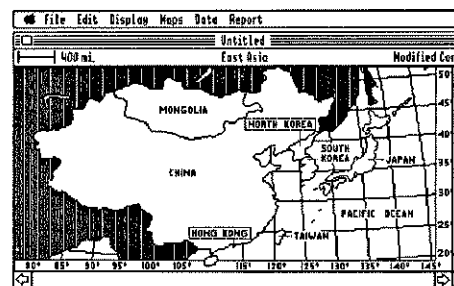 File Edit Display Maps Data Report
Untitled
400 mi. East Asia Modified Con
50°
MONGOLIA
NORTH KOREA
45°
SOUTH KOREA
40°
JAPAN
CHINA
35°
30°
PACIFIC OCEAN
HONG KONG
TAIWAN
25°
20°
80° 85° 90° 95° 100° 105° 115° 120° 125° 130° 135° 140° 145°